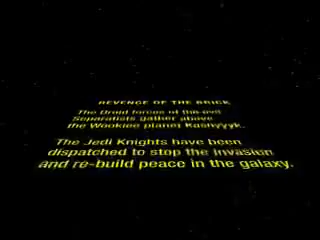 REVENGE OF THE BRICK
The Droid forces of the evil
Separatists gather above
the Wookiee planet Kashyyyk.
The Jedi Knights have been
dispatched to stop the invasion
and re-build peace in the galaxy.